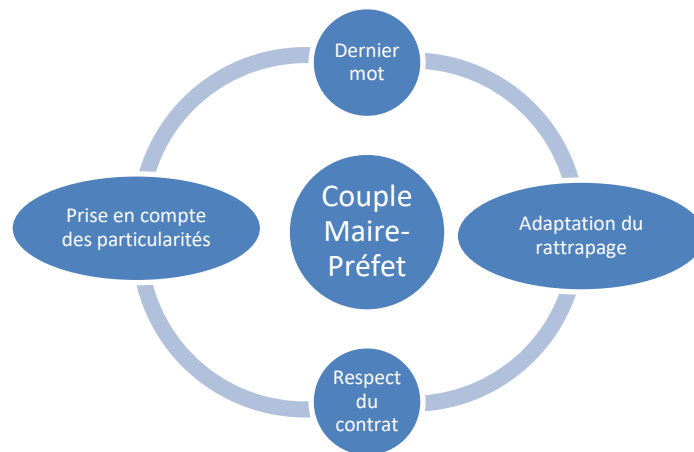 Dernier
mot
Prise en compte
des particularités
Couple
Maire-
Préfet
Adaptation du
rattrapage
Respect
du
contrat